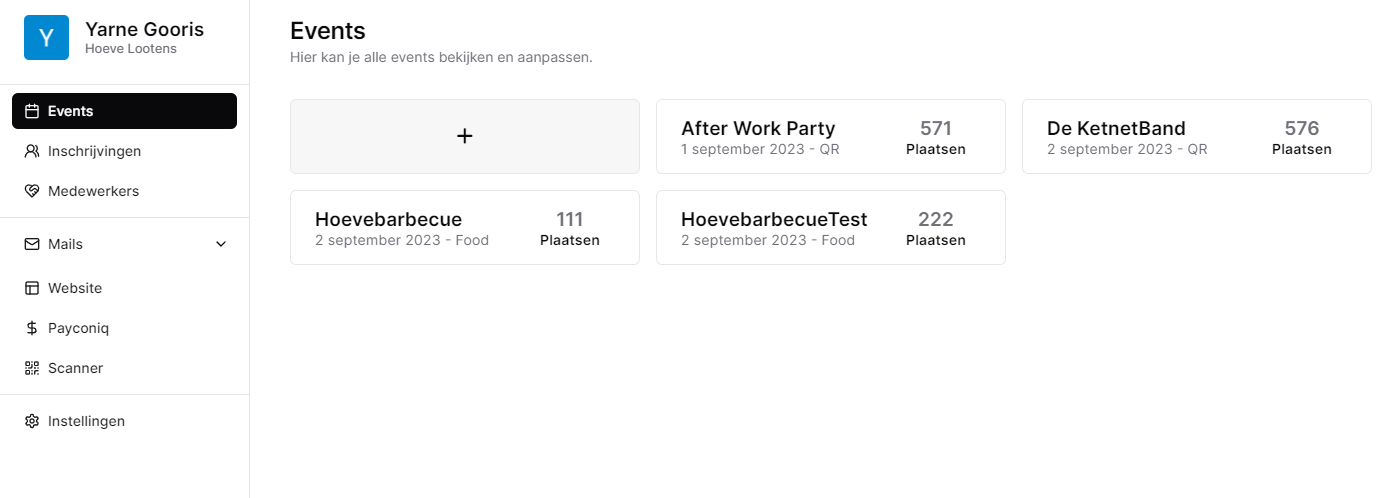 Y
Yarne Gooris
Hoeve Lootens
Events
Inschrijvingen
Medewerkers
Mails
Website
Payconiq
Scanner
Instellingen
Events
Hier kan je alle events bekijken en aanpassen.
+
After Work Party
1 september 2023 - QR
571
Plaatsen
De KetnetBand
2 september 2023 - QR
576
Plaatsen
Hoevebarbecue
2 september 2023 - Food
111
Plaatsen
HoevebarbecueTest
2 september 2023 - Food
222
Plaatsen